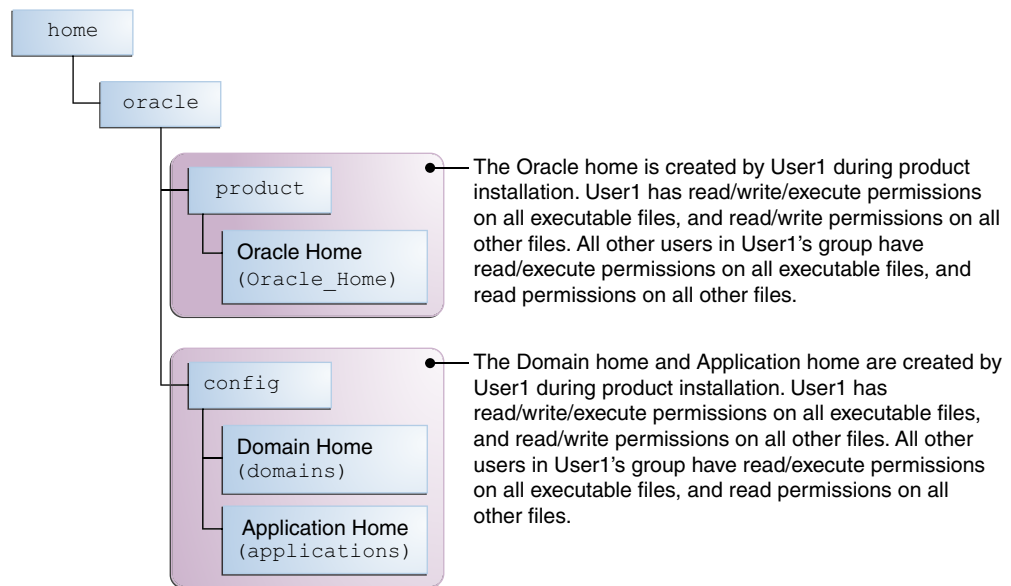 home
oracle
product
Oracle Home
(Oracle_Home)
The Oracle home is created by User1 during product
installation. User1 has read/write/execute permissions
on all executable files, and read/write permissions on all
other files. All other users in User1's group have
read/execute permissions on all executable files, and
read permissions on all other files.
config
Domain Home
(domains)
Application Home
(applications)
The Domain home and Application home are created by
User1 during product installation. User1 has
read/write/execute permissions on all executable files,
and read/write permissions on all other files. All other
users in User1's group have read/execute permissions
on all executable files, and read permissions on all
other files.